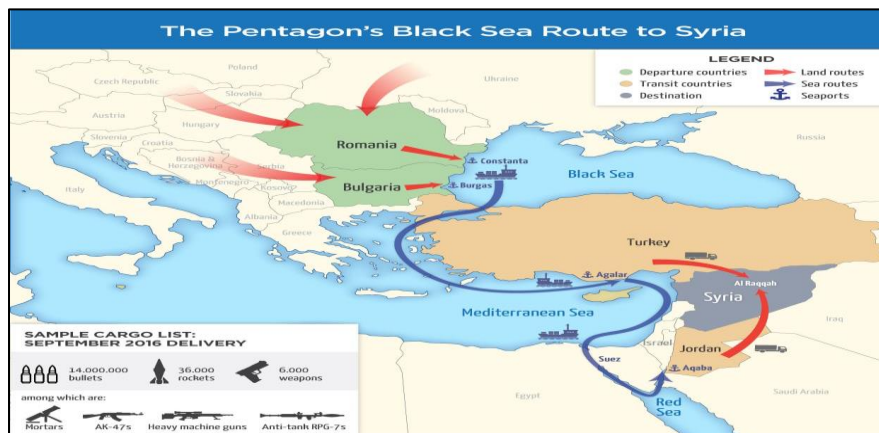 The Pentagon's Black Sea Route to Syria
LEGEND
Departure countries
Transit countries
Destination
Land routes
Sea routes
Seaports
Poland
Czech Republic
Ukraine
Slovakia
Austria
Hungary
Moldova
Slovenia
Croatia
Russia
Romania
Constanta
Bosnia &
Herzegovina
Serbia
Black Sea
Italy
Montenegro
Kosovo
Bulgaria
Burgas
Macedonia
Albania
Greece
Turkey
Agalar
Al Raqqah
Syria
Mediterranean Sea
Iraq
Israel
Jordan
Suez
Aqaba
Egypt
Saudi Arabia
Red
Sea
SAMPLE CARGO LIST:
SEPTEMBER 2016 DELIVERY
14.000.000
bullets
36.000
rockets
6.000
weapons
among which are:
Mortars
AK-47s
Heavy machine guns
Anti-tank RPG-7s